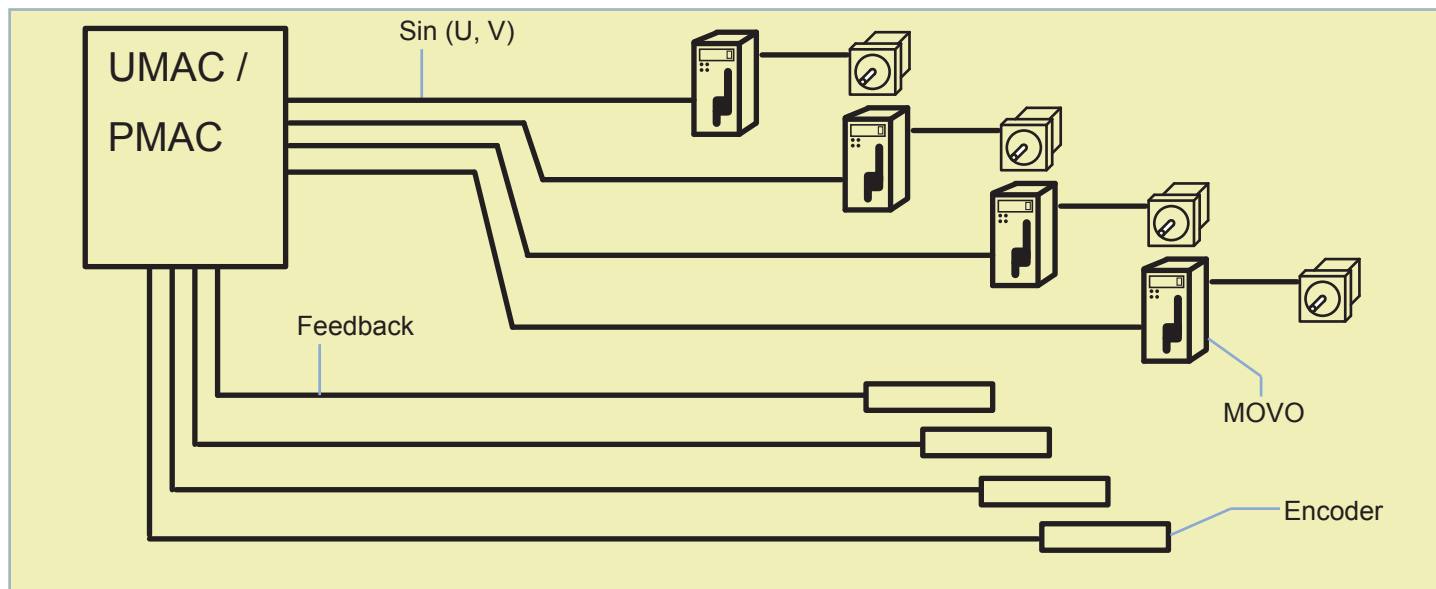 Sin (U, V)
UMAC /
PMAC
Feedback
MOVO
Encoder